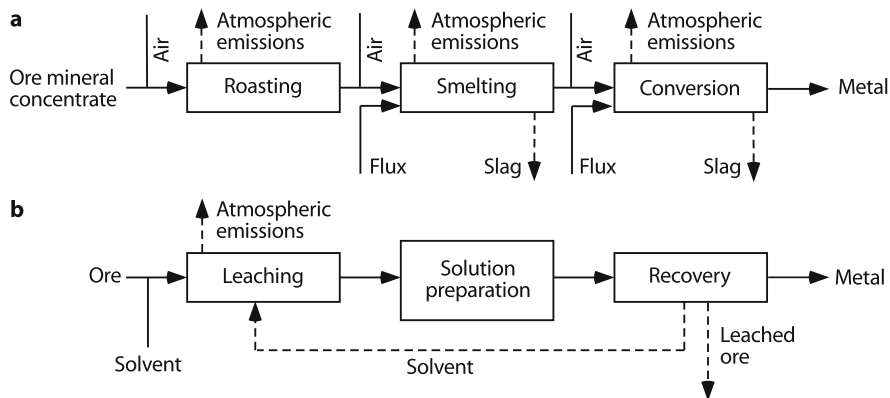 a
Air
Atmospheric
emissions
Air
Atmospheric
emissions
Air
Atmospheric
emissions
Ore mineral
concentrate
Roasting
Smelting
Conversion
Metal
Flux
Slag
Flux
Slag
b
Atmospheric
emissions
Ore
Leaching
Solution
preparation
Recovery
Metal
Solvent
Solvent
Leached
ore